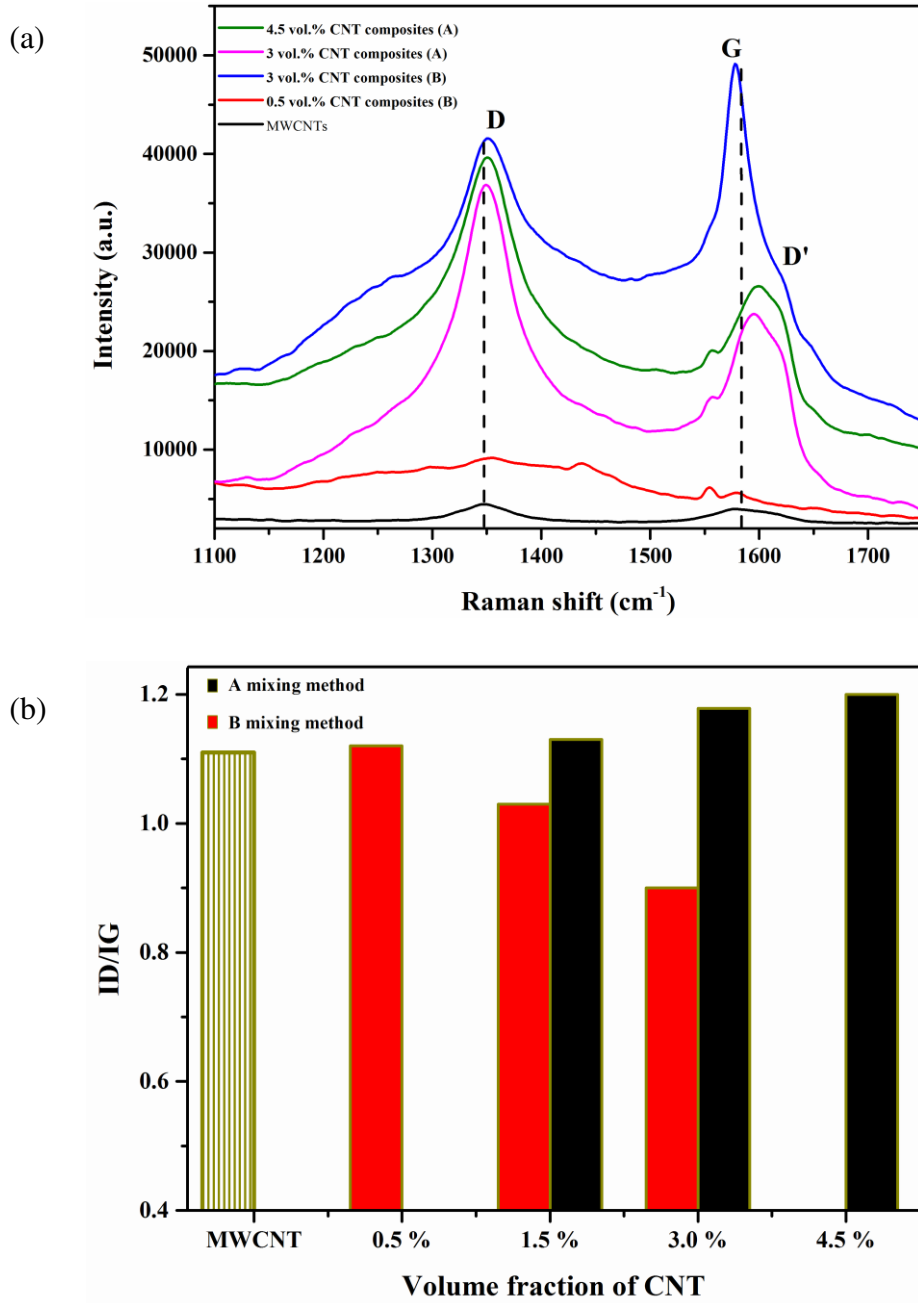 (a)
4.5 vol.% CNT composites (A)
3 vol.% CNT composites (A)
3 vol.% CNT composites (B)
0.5 vol.% CNT composites (B)
MWCNTs
G
D
D'
50000
40000
30000
20000
10000
Intensity (a.u.)
1100 1200 1300 1400 1500 1600 1700
Raman shift (cm⁻¹)
(b)
A mixing method
B mixing method
1.2
1.0
0.8
0.6
0.4
ID/IG
MWCNT 0.5 % 1.5 % 3.0 % 4.5 %
Volume fraction of CNT